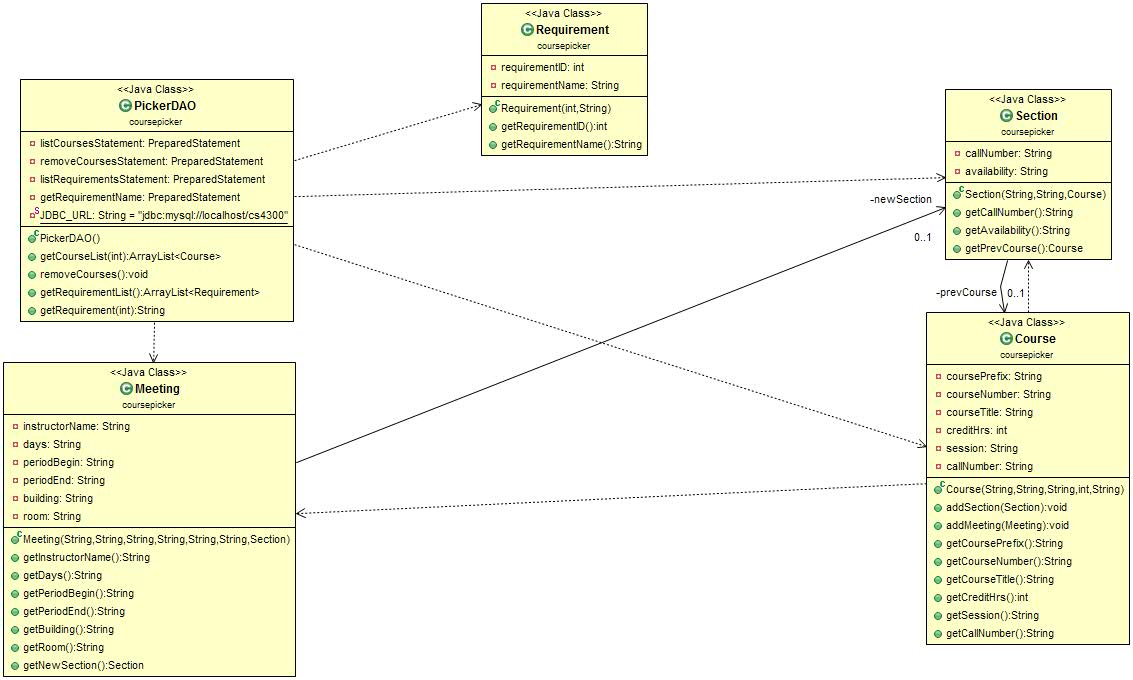 <<Java Class>>
Requirement
coursepicker
requirementID: int
requirementName: String
Requirement(int,String)
getRequirementID():int
getRequirementName():String
<<Java Class>>
PickerDAO
coursepicker
listCoursesStatement: PreparedStatement
removeCoursesStatement: PreparedStatement
listRequirementsStatement: PreparedStatement
getRequirementName: PreparedStatement
JDBC_URL: String = "jdbc:mysql://localhost/cs4300"
PickerDAO()
getCourseList(int):ArrayList<Course>
removeCourses():void
getRequirementList():ArrayList<Requirement>
getRequirement(int):String
<<Java Class>>
Section
coursepicker
callNumber: String
availability: String
Section(String,String,Course)
getCallNumber():String
getAvailability():String
getPrevCourse():Course
-newSection
0..1
-prevCourse
0..1
<<Java Class>>
Meeting
coursepicker
instructorName: String
days: String
periodBegin: String
periodEnd: String
building: String
room: String
Meeting(String,String,String,String,String,String,Section)
getInstructorName():String
getDays():String
getPeriodBegin():String
getPeriodEnd():String
getBuilding():String
getRoom():String
getNewSection():Section
<<Java Class>>
Course
coursepicker
coursePrefix: String
courseNumber: String
courseTitle: String
creditHrs: int
session: String
callNumber: String
Course(String,String,String,int,String)
addSection(Section):void
addMeeting(Meeting):void
getCoursePrefix():String
getCourseNumber():String
getCourseTitle():String
getCreditHrs():int
getSession():String
getCallNumber():String